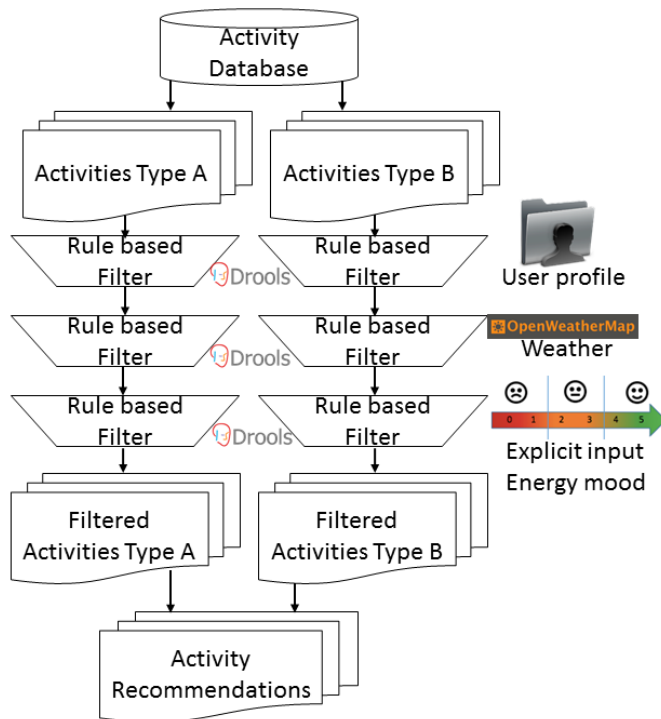 Activity
Database
Activities Type A
Activities Type B
Rule based
Filter
Drools
Rule based
Filter
User profile
Rule based
Filter
Drools
Rule based
Filter
OpenWeatherMap
Weather
Rule based
Filter
Drools
Rule based
Filter
0 1 2 3 4 5
Explicit input
Energy mood
Filtered
Activities Type A
Filtered
Activities Type B
Activity
Recommendations